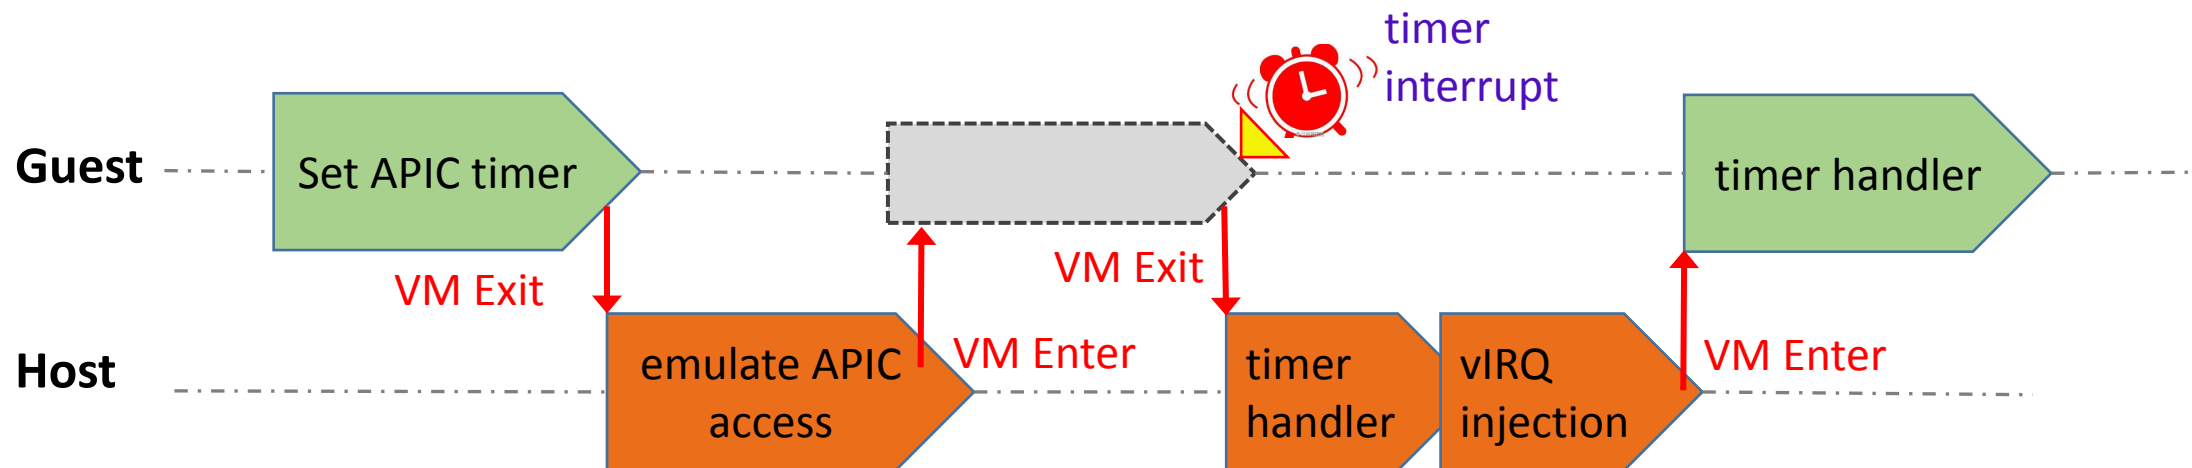 timer
interrupt
Guest
Set APIC timer
timer handler
VM Exit
VM Exit
Host
emulate APIC
access
VM Enter
timer
handler
vIRQ
injection
VM Enter